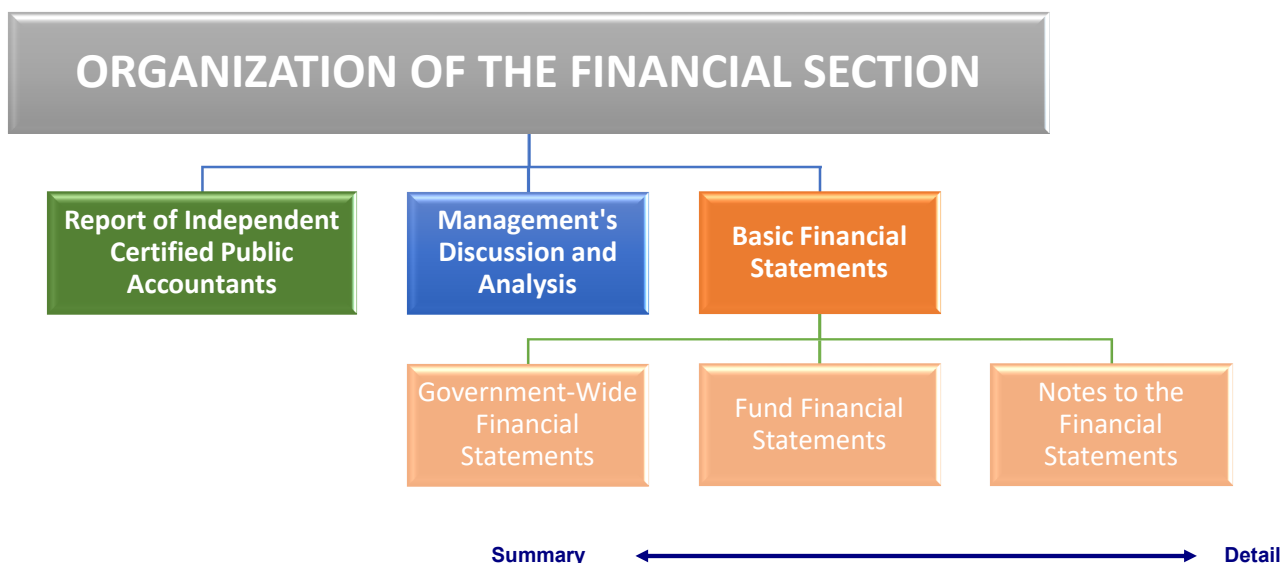 ORGANIZATION OF THE FINANCIAL SECTION
Report of Independent
Certified Public
Accountants
Management's
Discussion and
Analysis
Basic Financial
Statements
Government-Wide
Financial
Statements
Fund Financial
Statements
Notes to the
Financial
Statements
Summary
Detail